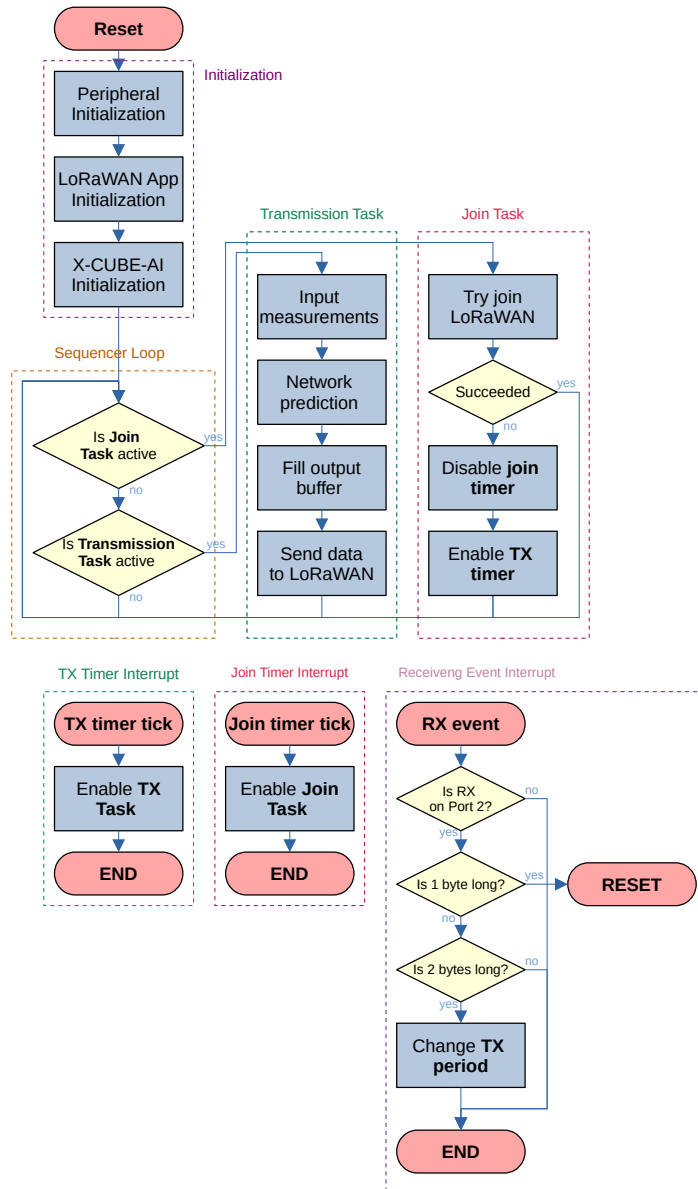 Reset
Initialization
Peripheral
Initialization
LoRaWAN App
Initialization
X-CUBE-AI
Initialization
Transmission Task
Join Task
Input
measurements
Try join
LoRaWAN
Sequencer Loop
Network
prediction
Succeeded
yes
no
Is Join
Task active
yes
no
Fill output
buffer
Disable join
timer
Is Transmission
Task active
yes
no
Send data
to LoRaWAN
Enable TX
timer
TX Timer Interrupt
Join Timer Interrupt
Receiveng Event Interrupt
TX timer tick
Join timer tick
RX event
Enable TX
Task
Enable Join
Task
Is RX
on Port 2?
no
yes
END
END
Is 1 byte long?
yes
RESET
no
Is 2 bytes long?
no
yes
Change TX
period
END